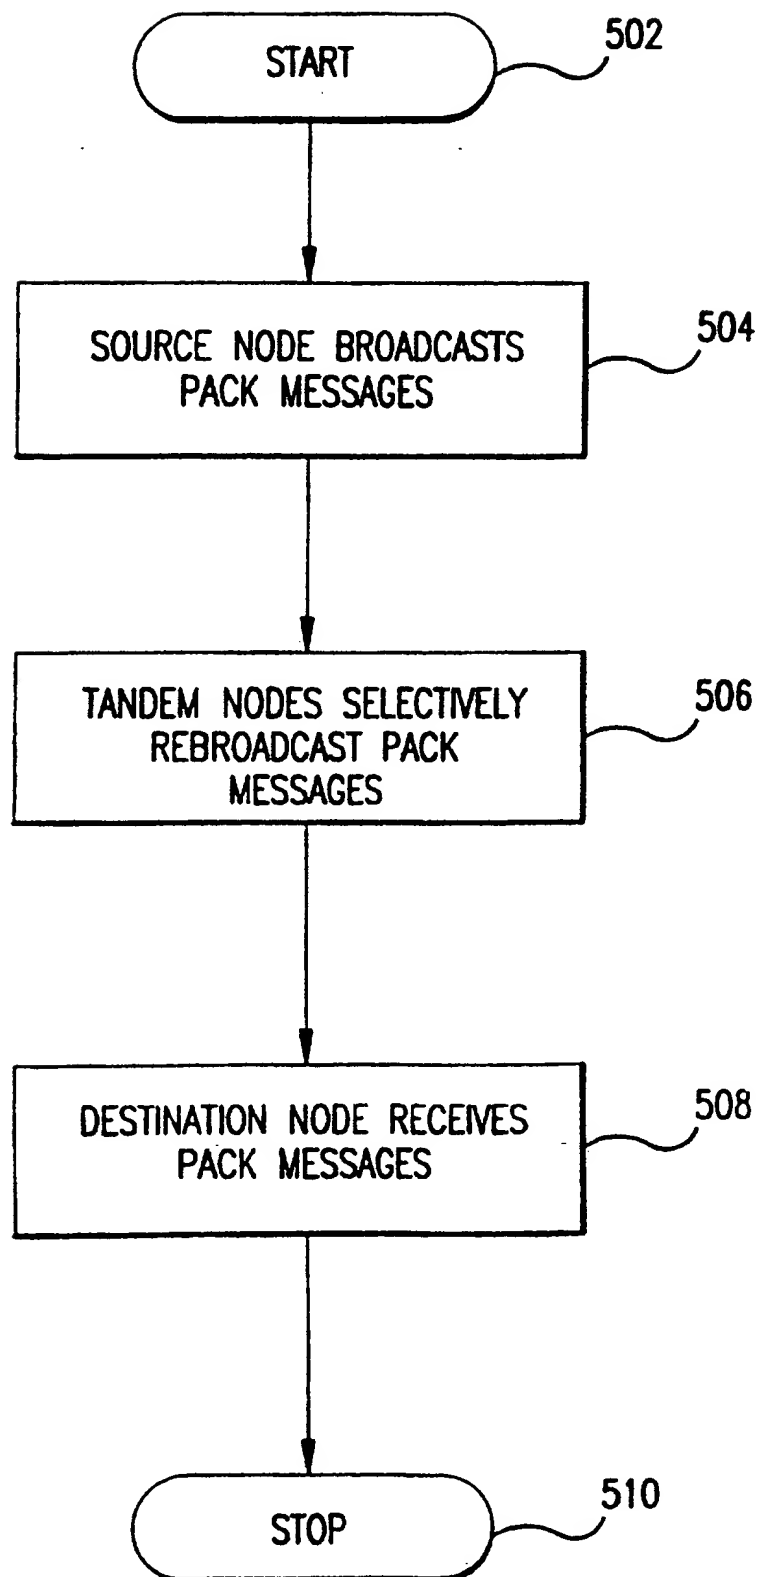 START
502
SOURCE NODE BROADCASTS
PACK MESSAGES
504
TANDEM NODES SELECTIVELY
REBROADCAST PACK
MESSAGES
506
DESTINATION NODE RECEIVES
PACK MESSAGES
508
STOP
510